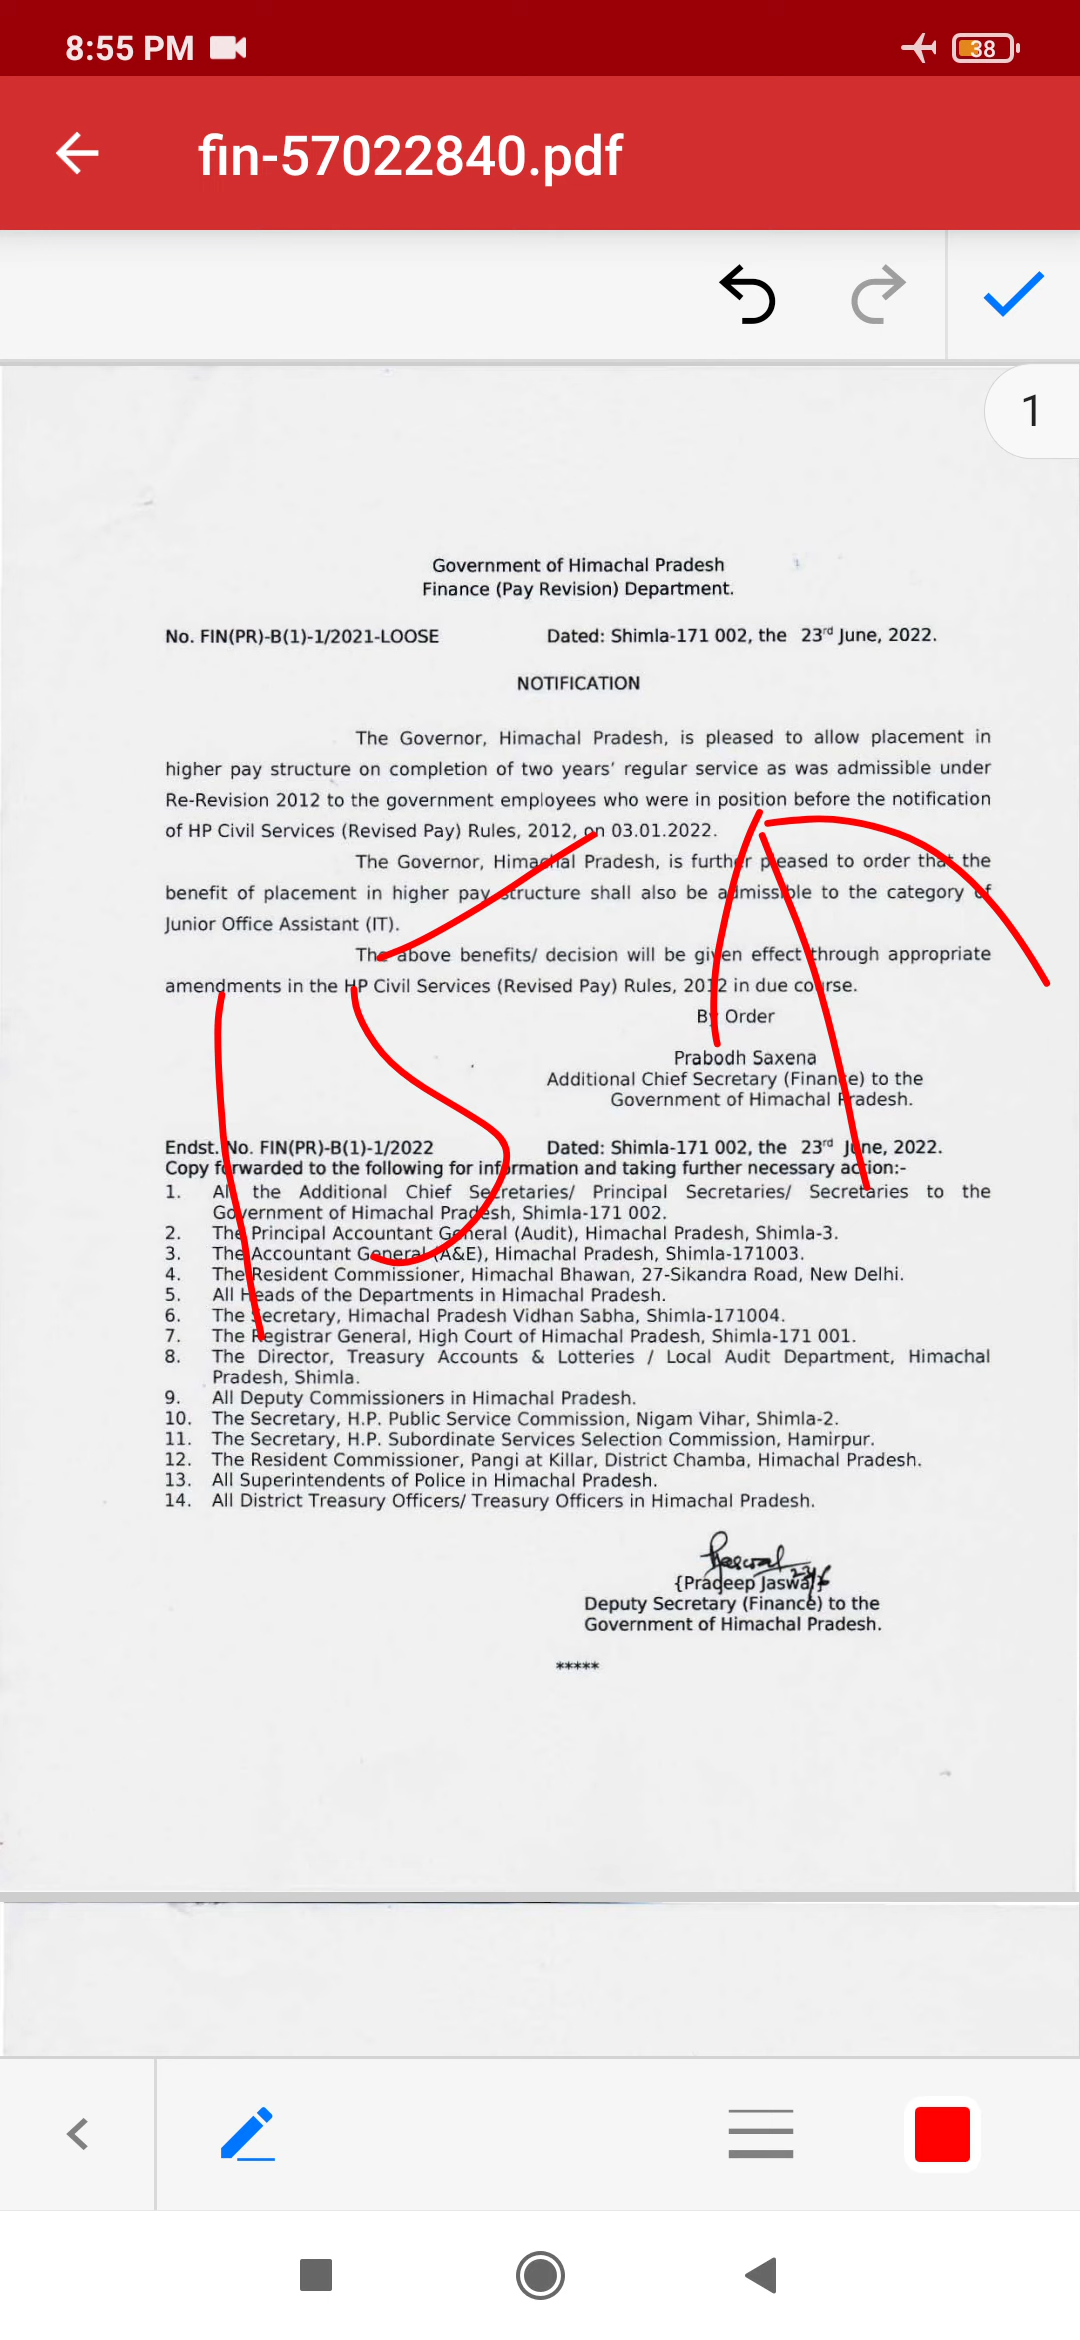 8:55 PM
38
fin-57022840.pdf
1
Government of Himachal Pradesh
Finance (Pay Revision) Department.
No. FIN(PR)-B(1)-1/2021-LOOSE Dated: Shimla-171 002, the 23rd June, 2022.
NOTIFICATION
The Governor, Himachal Pradesh, is pleased to allow placement in
higher pay structure on completion of two years' regular service as was admissible under
Re-Revision 2012 to the government employees who were in position before the notification
of HP Civil Services (Revised Pay) Rules, 2012, on 03.01.2022.
The Governor, Himachal Pradesh, is further pleased to order that the
benefit of placement in higher pay structure shall also be admissible to the category of
Junior Office Assistant (IT).
The above benefits/ decision will be given effect through appropriate
amendments in the HP Civil Services (Revised Pay) Rules, 2012 in due course.
By Order
Prabodh Saxena
Additional Chief Secretary (Finance) to the
Government of Himachal Pradesh.
Endst. No. FIN(PR)-B(1)-1/2022 Dated: Shimla-171 002, the 23rd June, 2022.
Copy forwarded to the following for information and taking further necessary action:-
1. All the Additional Chief Secretaries/ Principal Secretaries/ Secretaries to the
Government of Himachal Pradesh, Shimla-171 002.
2. The Principal Accountant General (Audit), Himachal Pradesh, Shimla-3.
3. The Accountant General (A&E), Himachal Pradesh, Shimla-171003.
4. The Resident Commissioner, Himachal Bhawan, 27-Sikandra Road, New Delhi.
5. All Heads of the Departments in Himachal Pradesh.
6. The Secretary, Himachal Pradesh Vidhan Sabha, Shimla-171004.
7. The Registrar General, High Court of Himachal Pradesh, Shimla-171 001.
8. The Director, Treasury Accounts & Lotteries / Local Audit Department, Himachal
Pradesh, Shimla.
9. All Deputy Commissioners in Himachal Pradesh.
10. The Secretary, H.P. Public Service Commission, Nigam Vihar, Shimla-2.
11. The Secretary, H.P. Subordinate Services Selection Commission, Hamirpur.
12. The Resident Commissioner, Pangi at Killar, District Chamba, Himachal Pradesh.
13. All Superintendents of Police in Himachal Pradesh.
14. All District Treasury Officers/ Treasury Officers in Himachal Pradesh.
{Pradeep Jaswal}
Deputy Secretary (Finance) to the
Government of Himachal Pradesh.
*****